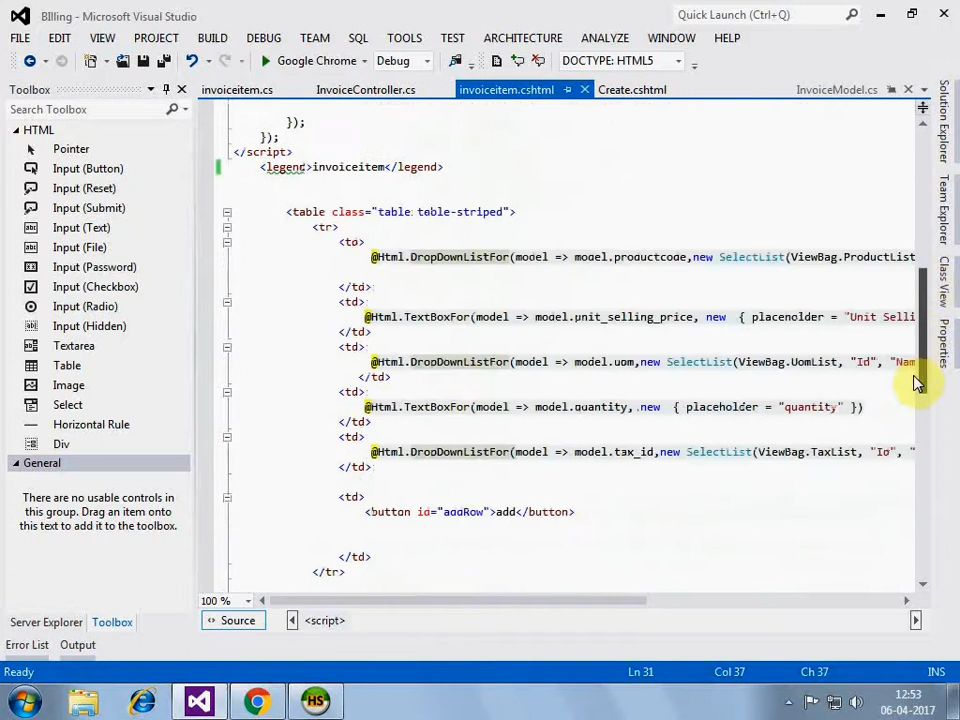 BIlling - Microsoft Visual Studio
Quick Launch (Ctrl+Q)
FILE EDIT VIEW PROJECT BUILD DEBUG TEAM SQL TOOLS TEST ARCHITECTURE ANALYZE WINDOW HELP
Google Chrome Debug DOCTYPE: HTML5
Toolbox
invoiceitem.cs InvoiceController.cs invoiceitem.cshtml Create.cshtml InvoiceModel.cs
Search Toolbox
HTML
Pointer
Input (Button)
Input (Reset)
Input (Submit)
Input (Text)
Input (File)
Input (Password)
Input (Checkbox)
Input (Radio)
Input (Hidden)
Textarea
Table
Image
Select
Horizontal Rule
Div
General
There are no usable controls in
this group. Drag an item onto
this text to add it to the toolbox.
Server Explorer Toolbox
Error List Output
});
});
</script>
<legend>invoiceitem</legend>
<table class="table table-striped">
<tr>
<td>
@Html.DropDownListFor(model => model.productcode,new SelectList(ViewBag.ProductList
</td>
<td>
@Html.TextBoxFor(model => model.unit_selling_price, new { placeholder = "Unit Selli
</td>
<td>
@Html.DropDownListFor(model => model.uom,new SelectList(ViewBag.UomList, "Id", "Nam
</td>
<td>
@Html.TextBoxFor(model => model.quantity, new { placeholder = "quantity" })
</td>
<td>
@Html.DropDownListFor(model => model.tax_id,new SelectList(ViewBag.TaxList, "Id", "
</td>
<td>
<button id="addRow">add</button>
</td>
</tr>
100 %
Source <script>
Solution Explorer
Team Explorer
Class View
Properties
Ready Ln 31 Col 37 Ch 37 INS
HS
12:53
06-04-2017